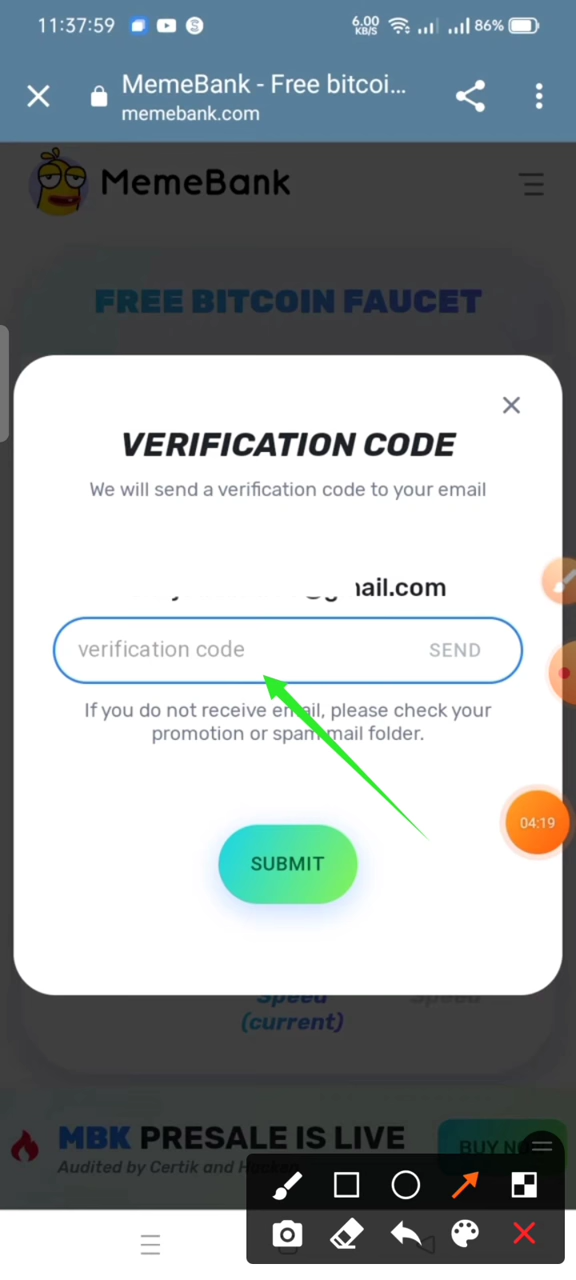 11:37:59 6.00 KB/S 86%
MemeBank - Free bitcoi...
memebank.com
MemeBank
FREE BITCOIN FAUCET
VERIFICATION CODE
We will send a verification code to your email
mail.com
verification code SEND
If you do not receive email, please check your
promotion or spam mail folder.
04:19
SUBMIT
Speed Speed
(current)
MBK PRESALE IS LIVE
BUY
Audited by Certik and